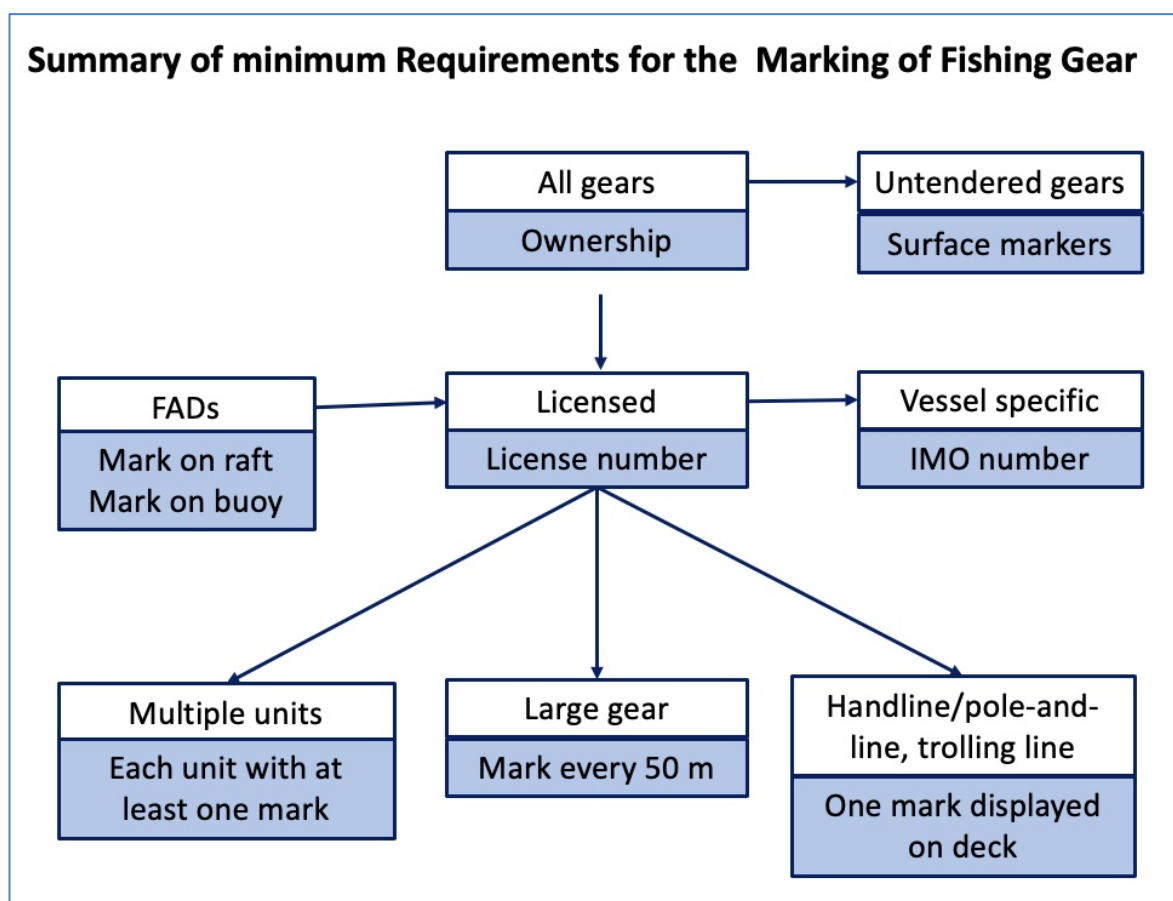 Summary of minimum Requirements for the Marking of Fishing Gear
All gears
Ownership
Untendered gears
Surface markers
FADs
Mark on raft
Mark on buoy
Licensed
License number
Vessel specific
IMO number
Multiple units
Each unit with at
least one mark
Large gear
Mark every 50 m
Handline/pole-and-
line, trolling line
One mark displayed
on deck